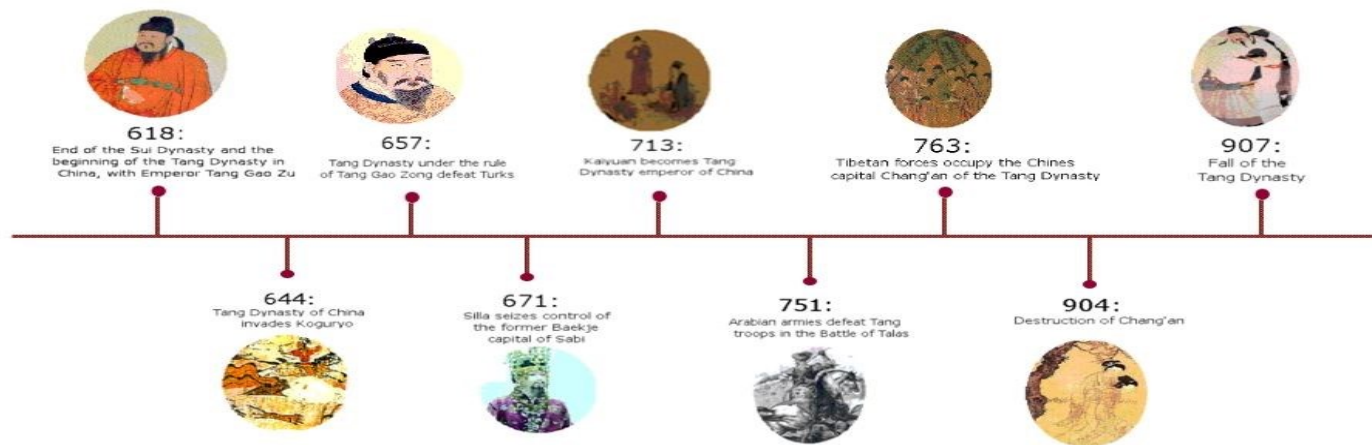 618:
End of the Sui Dynasty and the
beginning of the Tang Dynasty in
China, with Emperor Tang Gao Zu
657:
Tang Dynasty under the rule
of Tang Gao Zong defeat Turks
713:
Kaiyuan becomes Tang
Dynasty emperor of China
763:
Tibetan forces occupy the Chines
capital Chang'an of the Tang Dynasty
907:
Fall of the
Tang Dynasty
644:
Tang Dynasty of China
invades Koguryo
671:
Silla seizes control of
the former Baekje
capital of Sabi
751:
Arabian armies defeat Tang
troops in the Battle of Talas
904:
Destruction of Chang'an